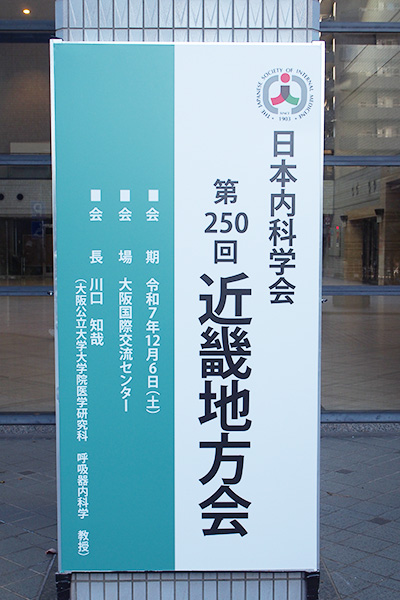 THE JAPANESE SOCIETY OF INTERNAL MEDICINE
1903
日本内科学会
第250回
近畿地方会
■会 期 令和7年12月6日(土)
■会 場 大阪国際交流センター
■会 長 川口 知哉
(大阪公立大学大学院医学研究科 呼吸器内科学 教授)